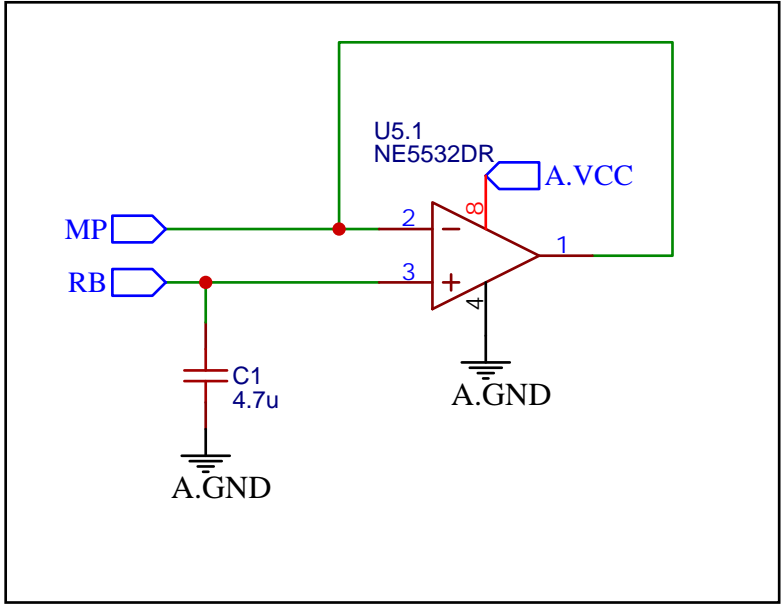 U5.1
NE5532DR
A.VCC
8
MP
2
1
RB
3
4
A.GND
C1
4.7u
A.GND